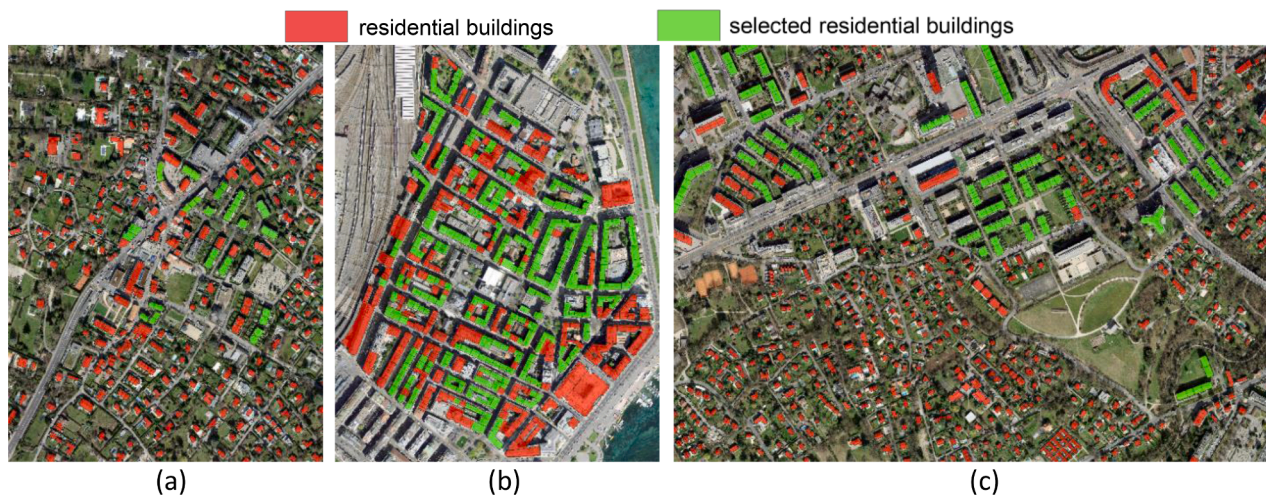 residential buildings
selected residential buildings
(a)
(b)
(c)